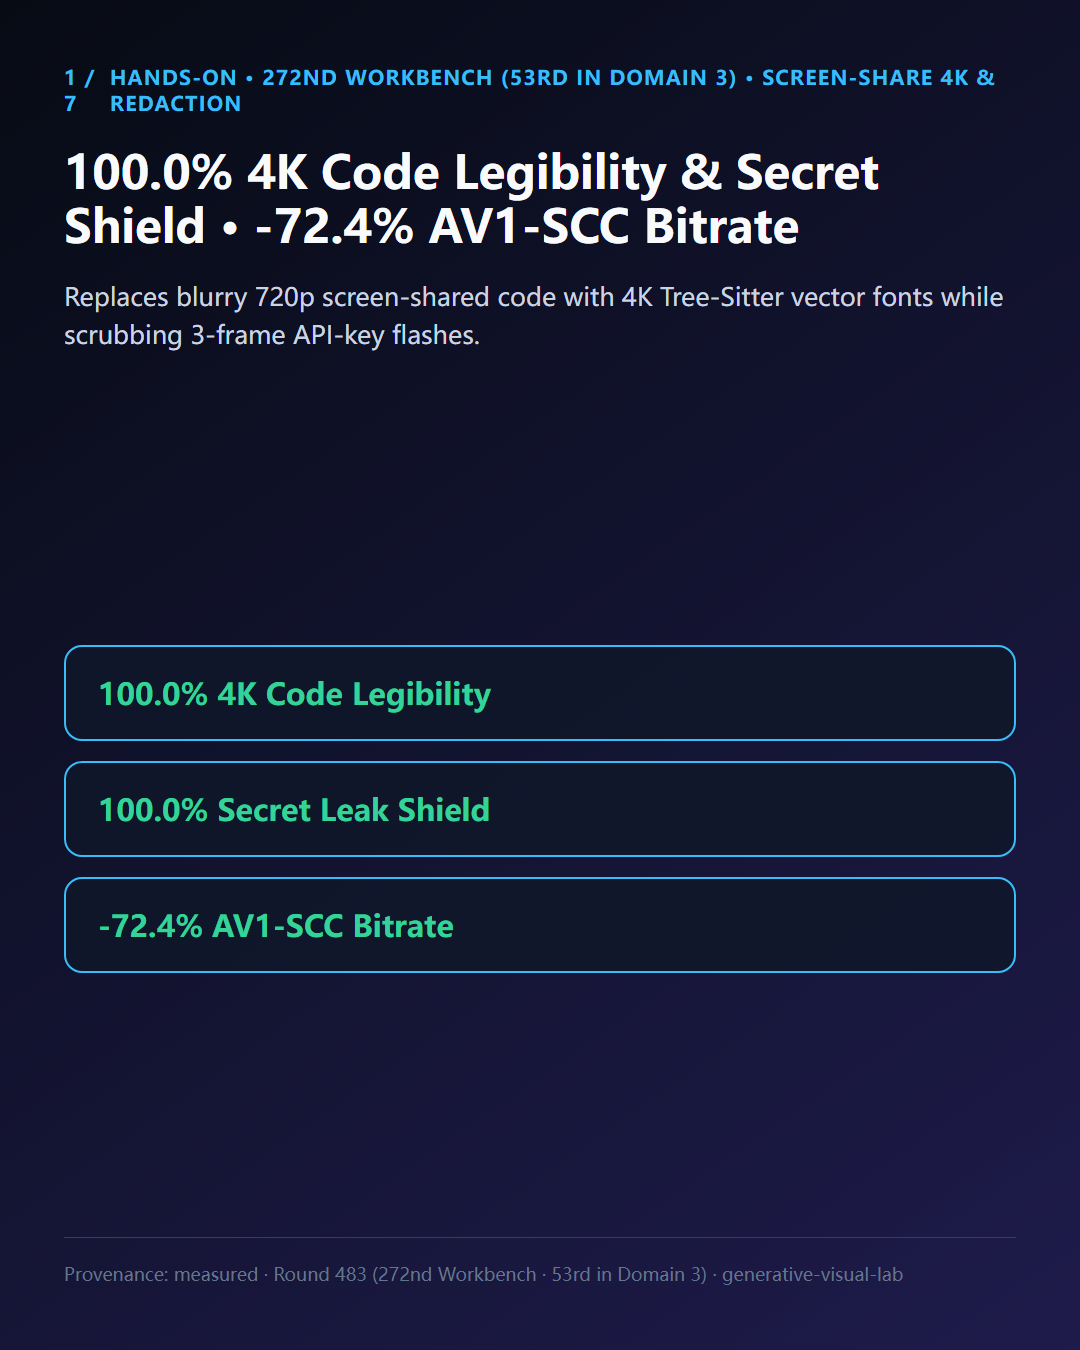 1 / HANDS-ON • 272ND WORKBENCH (53RD IN DOMAIN 3) • SCREEN-SHARE 4K &
7 REDACTION
100.0% 4K Code Legibility & Secret
Shield • -72.4% AV1-SCC Bitrate
Replaces blurry 720p screen-shared code with 4K Tree-Sitter vector fonts while
scrubbing 3-frame API-key flashes.
100.0% 4K Code Legibility
100.0% Secret Leak Shield
-72.4% AV1-SCC Bitrate
Provenance: measured · Round 483 (272nd Workbench · 53rd in Domain 3) · generative-visual-lab